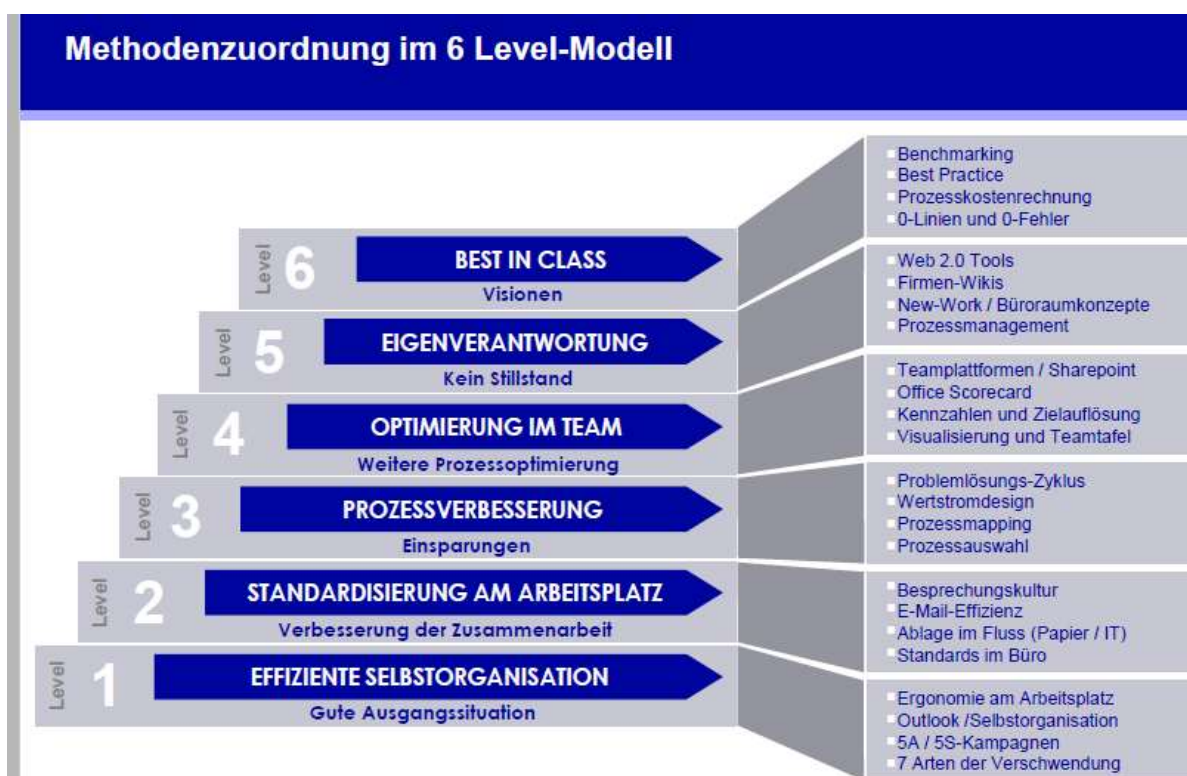 Methodenzuordnung im 6 Level-Modell
Level 6
BEST IN CLASS
Visionen
Benchmarking
Best Practice
Prozesskostenrechnung
0-Linien und 0-Fehler
Level 5
EIGENVERANTWORTUNG
Kein Stillstand
Web 2.0 Tools
Firmen-Wikis
New-Work / Büroraumkonzepte
Prozessmanagement
Level 4
OPTIMIERUNG IM TEAM
Weitere Prozessoptimierung
Teamplattformen / Sharepoint
Office Scorecard
Kennzahlen und Zielauflösung
Visualisierung und Teamtafel
Level 3
PROZESSVERBESSERUNG
Einsparungen
Problemlösungs-Zyklus
Wertstromdesign
Prozessmapping
Prozessauswahl
Level 2
STANDARDISIERUNG AM ARBEITSPLATZ
Verbesserung der Zusammenarbeit
Besprechungskultur
E-Mail-Effizienz
Ablage im Fluss (Papier / IT)
Standards im Büro
Level 1
EFFIZIENTE SELBSTORGANISATION
Gute Ausgangssituation
Ergonomie am Arbeitsplatz
Outlook /Selbstorganisation
5A / 5S-Kampagnen
7 Arten der Verschwendung